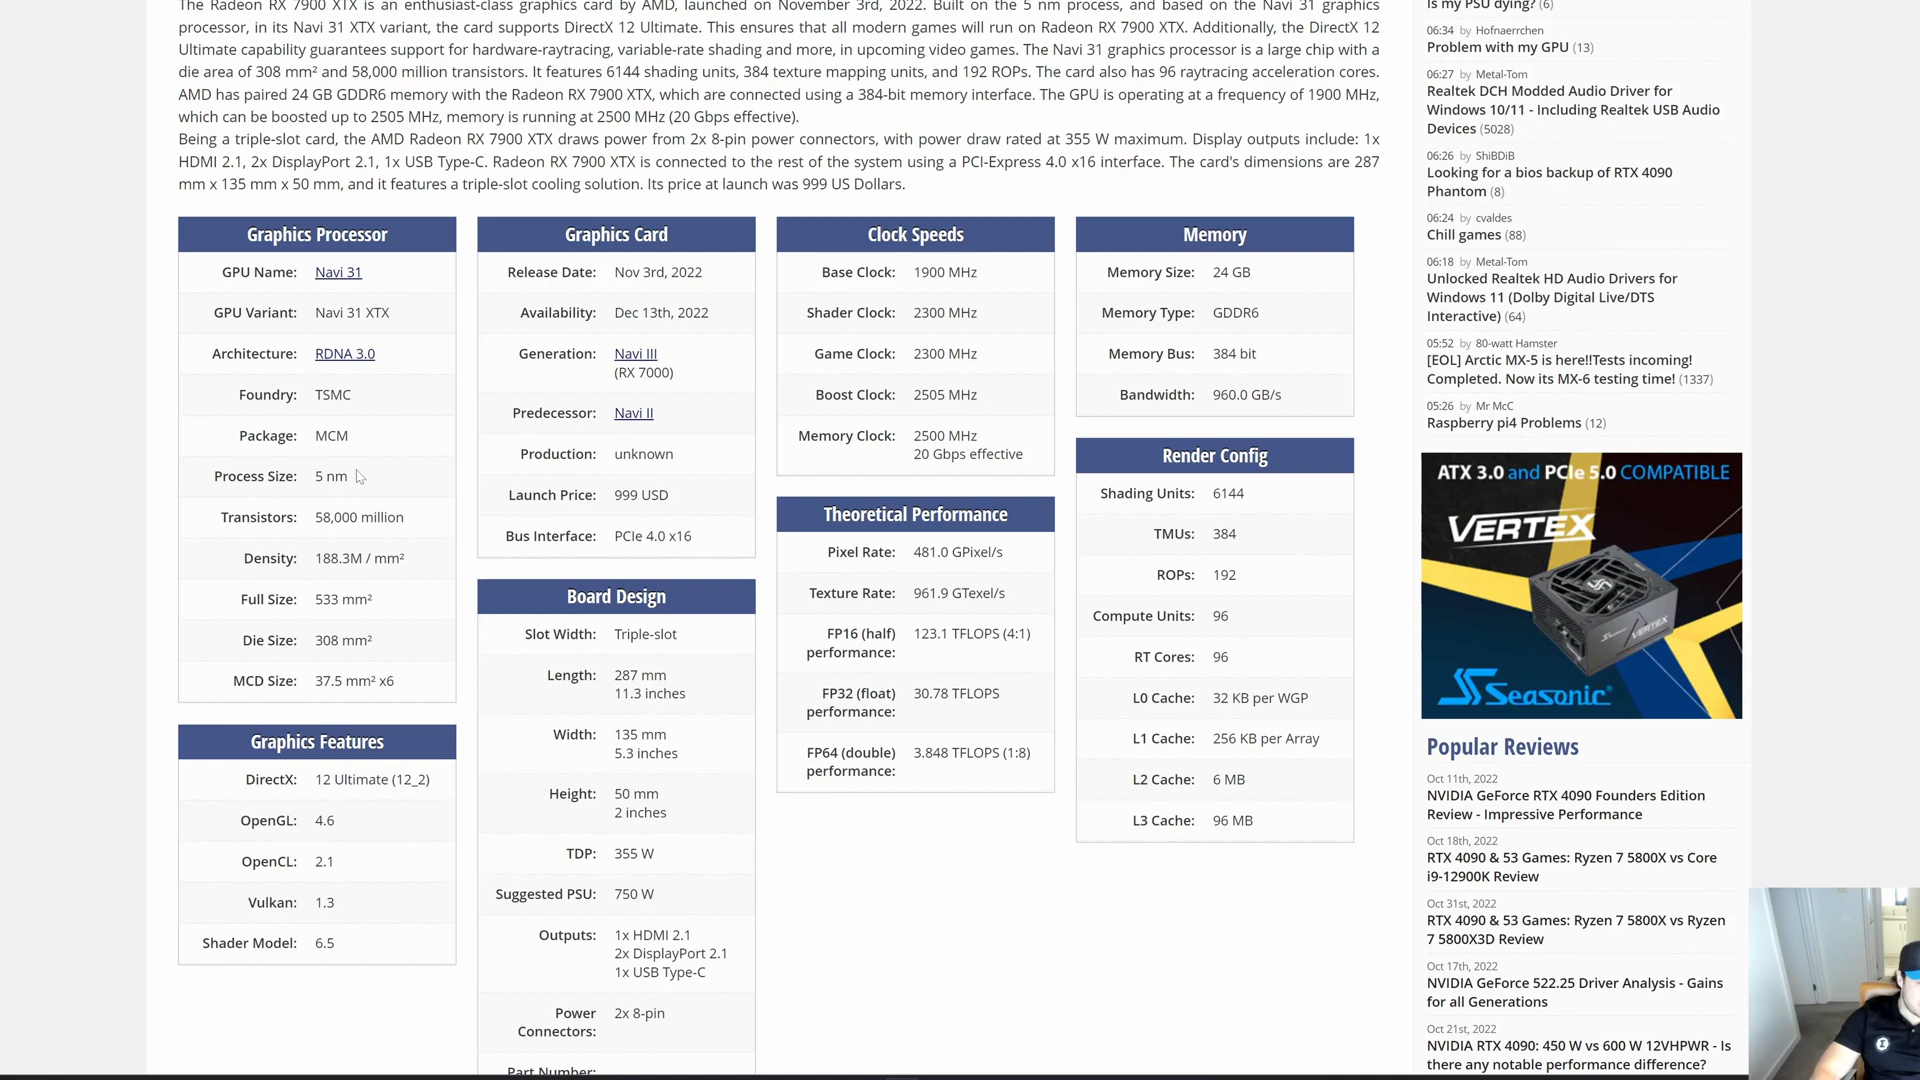 The Radeon RX 7900 XTX is an enthusiast-class graphics card by AMD, launched on November 3rd, 2022. Built on the 5 nm process, and based on the Navi 31 graphics
processor, in its Navi 31 XTX variant, the card supports DirectX 12 Ultimate. This ensures that all modern games will run on Radeon RX 7900 XTX. Additionally, the DirectX 12
Ultimate capability guarantees support for hardware-raytracing, variable-rate shading and more, in upcoming video games. The Navi 31 graphics processor is a large chip with a
die area of 308 mm² and 58,000 million transistors. It features 6144 shading units, 384 texture mapping units, and 192 ROPs. The card also has 96 raytracing acceleration cores.
AMD has paired 24 GB GDDR6 memory with the Radeon RX 7900 XTX, which are connected using a 384-bit memory interface. The GPU is operating at a frequency of 1900 MHz,
which can be boosted up to 2505 MHz, memory is running at 2500 MHz (20 Gbps effective).
Being a triple-slot card, the AMD Radeon RX 7900 XTX draws power from 2x 8-pin power connectors, with power draw rated at 355 W maximum. Display outputs include: 1x
HDMI 2.1, 2x DisplayPort 2.1, 1x USB Type-C. Radeon RX 7900 XTX is connected to the rest of the system using a PCI-Express 4.0 x16 interface. The card's dimensions are 287
mm x 135 mm x 50 mm, and it features a triple-slot cooling solution. Its price at launch was 999 US Dollars.
Graphics Processor
GPU Name: Navi 31
GPU Variant: Navi 31 XTX
Architecture: RDNA 3.0
Foundry: TSMC
Package: MCM
Process Size: 5 nm
Transistors: 58,000 million
Density: 188.3M / mm²
Full Size: 533 mm²
Die Size: 308 mm²
MCD Size: 37.5 mm² x6
Graphics Features
DirectX: 12 Ultimate (12_2)
OpenGL: 4.6
OpenCL: 2.1
Vulkan: 1.3
Shader Model: 6.5
Graphics Card
Release Date: Nov 3rd, 2022
Availability: Dec 13th, 2022
Generation: Navi III
(RX 7000)
Predecessor: Navi II
Production: unknown
Launch Price: 999 USD
Bus Interface: PCIe 4.0 x16
Board Design
Slot Width: Triple-slot
Length: 287 mm
11.3 inches
Width: 135 mm
5.3 inches
Height: 50 mm
2 inches
TDP: 355 W
Suggested PSU: 750 W
Outputs: 1x HDMI 2.1
2x DisplayPort 2.1
1x USB Type-C
Power
Connectors: 2x 8-pin
Part Number:
Clock Speeds
Base Clock: 1900 MHz
Shader Clock: 2300 MHz
Game Clock: 2300 MHz
Boost Clock: 2505 MHz
Memory Clock: 2500 MHz
20 Gbps effective
Theoretical Performance
Pixel Rate: 481.0 GPixel/s
Texture Rate: 961.9 GTexel/s
FP16 (half) 123.1 TFLOPS (4:1)
performance:
FP32 (float) 30.78 TFLOPS
performance:
FP64 (double) 3.848 TFLOPS (1:8)
performance:
Memory
Memory Size: 24 GB
Memory Type: GDDR6
Memory Bus: 384 bit
Bandwidth: 960.0 GB/s
Render Config
Shading Units: 6144
TMUs: 384
ROPs: 192
Compute Units: 96
RT Cores: 96
L0 Cache: 32 KB per WGP
L1 Cache: 256 KB per Array
L2 Cache: 6 MB
L3 Cache: 96 MB
Is my PSU dying? (6)
06:34 by Hofnaerrchen
Problem with my GPU (13)
06:27 by Metal-Tom
Realtek DCH Modded Audio Driver for
Windows 10/11 - Including Realtek USB Audio
Devices (5028)
06:26 by ShiBDiB
Looking for a bios backup of RTX 4090
Phantom (8)
06:24 by cvaldes
Chill games (88)
06:18 by Metal-Tom
Unlocked Realtek HD Audio Drivers for
Windows 11 (Dolby Digital Live/DTS
Interactive) (64)
05:52 by 80-watt Hamster
[EOL] Arctic MX-5 is here!!Tests incoming!
Completed. Now its MX-6 testing time! (1337)
05:26 by Mr McC
Raspberry pi4 Problems (12)
ATX 3.0 and PCIe 5.0 COMPATIBLE
VERTEX
VERTEX
Seasonic
Popular Reviews
Oct 11th, 2022
NVIDIA GeForce RTX 4090 Founders Edition
Review - Impressive Performance
Oct 18th, 2022
RTX 4090 & 53 Games: Ryzen 7 5800X vs Core
i9-12900K Review
Oct 31st, 2022
RTX 4090 & 53 Games: Ryzen 7 5800X vs Ryzen
7 5800X3D Review
Oct 17th, 2022
NVIDIA GeForce 522.25 Driver Analysis - Gains
for all Generations
Oct 21st, 2022
NVIDIA RTX 4090: 450 W vs 600 W 12VHPWR - Is
there any notable performance difference?